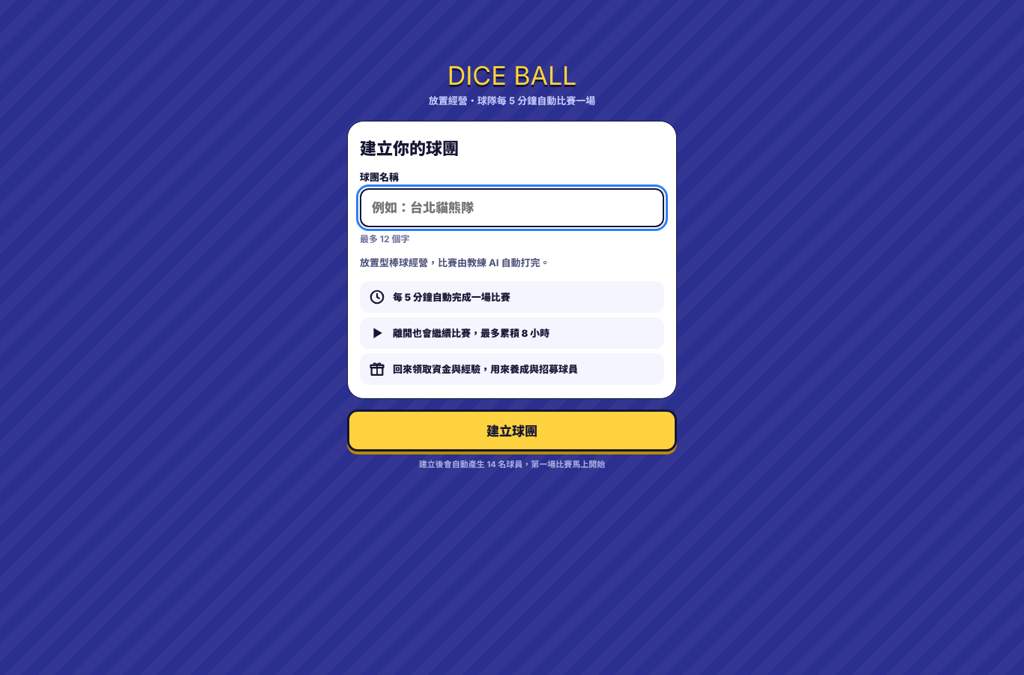 DICE BALL
放置經營・球隊每 5 分鐘自動比賽一場
建立你的球團
球團名稱
例如：台北貓熊隊
最多 12 個字
放置型棒球經營，比賽由教練 AI 自動打完。
每 5 分鐘自動完成一場比賽
離開也會繼續比賽，最多累積 8 小時
回來領取資金與經驗，用來養成與招募球員
建立球團
建立後會自動產生 14 名球員，第一場比賽馬上開始